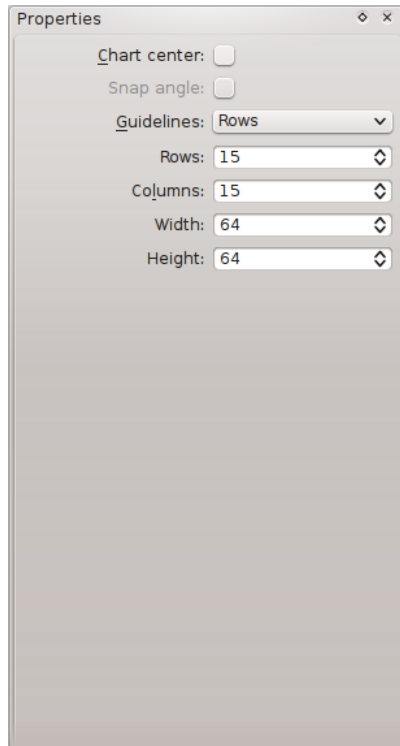 Properties
Chart center:
Snap angle:
Guidelines: Rows
Rows: 15
Columns: 15
Width: 64
Height: 64